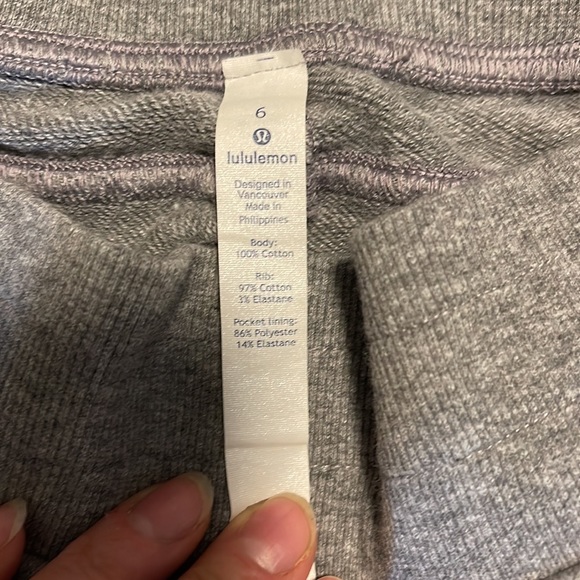 6
lululemon
Designed in
Vancouver
Made in
Philippines
Body:
100% Cotton
Rib:
97% Cotton
3% Elastane
Pocket lining:
86% Polyester
14% Elastane